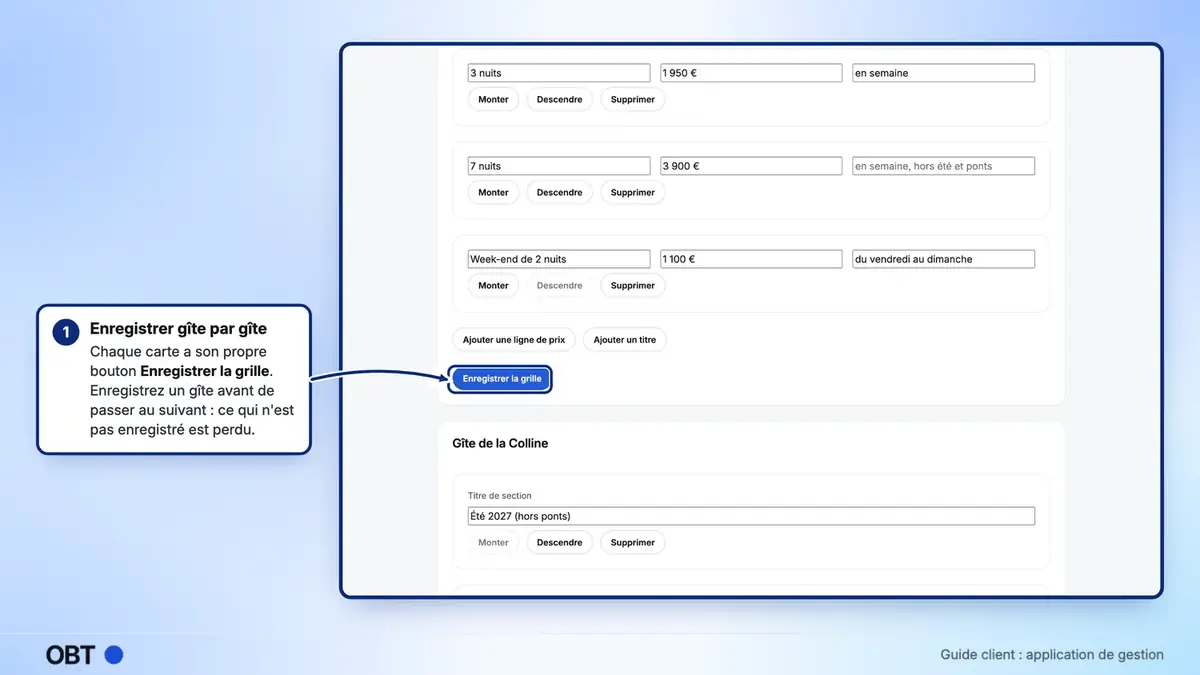 3 nuits 1 950 € en semaine
Monter Descendre Supprimer
7 nuits 3 900 € en semaine, hors été et ponts
Monter Descendre Supprimer
Week-end de 2 nuits 1 100 € du vendredi au dimanche
Monter Descendre Supprimer
Ajouter une ligne de prix Ajouter un titre
Enregistrer la grille
1 Enregistrer gîte par gîte
Chaque carte a son propre
bouton Enregistrer la grille.
Enregistrez un gîte avant de
passer au suivant : ce qui n'est
pas enregistré est perdu.
Gîte de la Colline
Titre de section
Été 2027 (hors ponts)
Monter Descendre Supprimer
OBT
Guide client : application de gestion